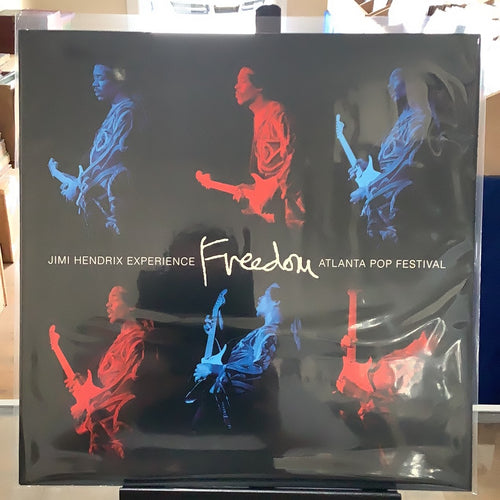 JIMI HENDRIX EXPERIENCE Freedom ATLANTA POP FESTIVAL